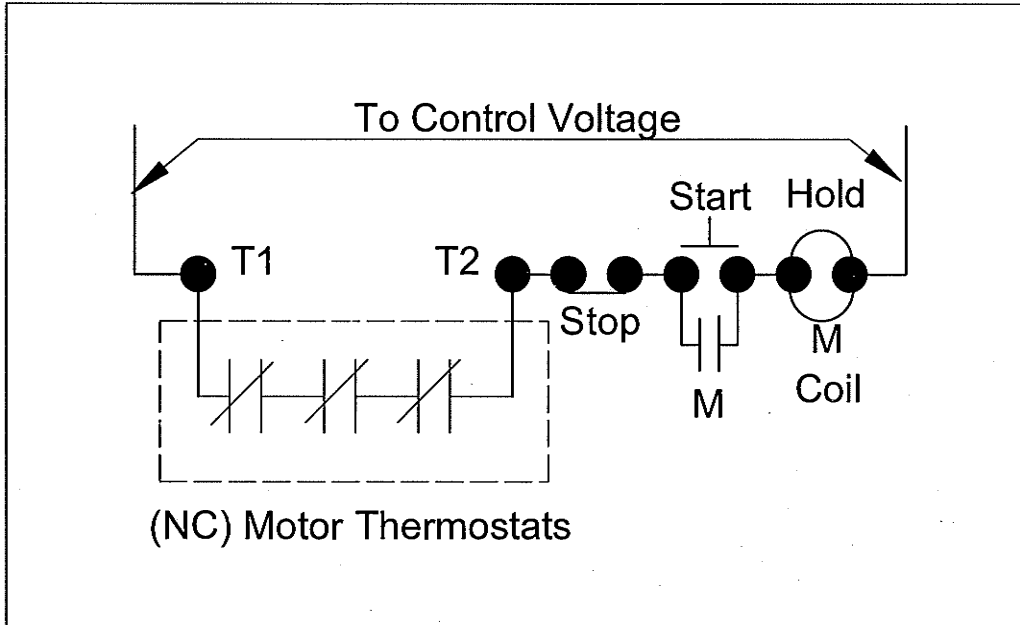 To Control Voltage
Start
Hold
T1
T2
Stop
M
M
Coil
(NC) Motor Thermostats